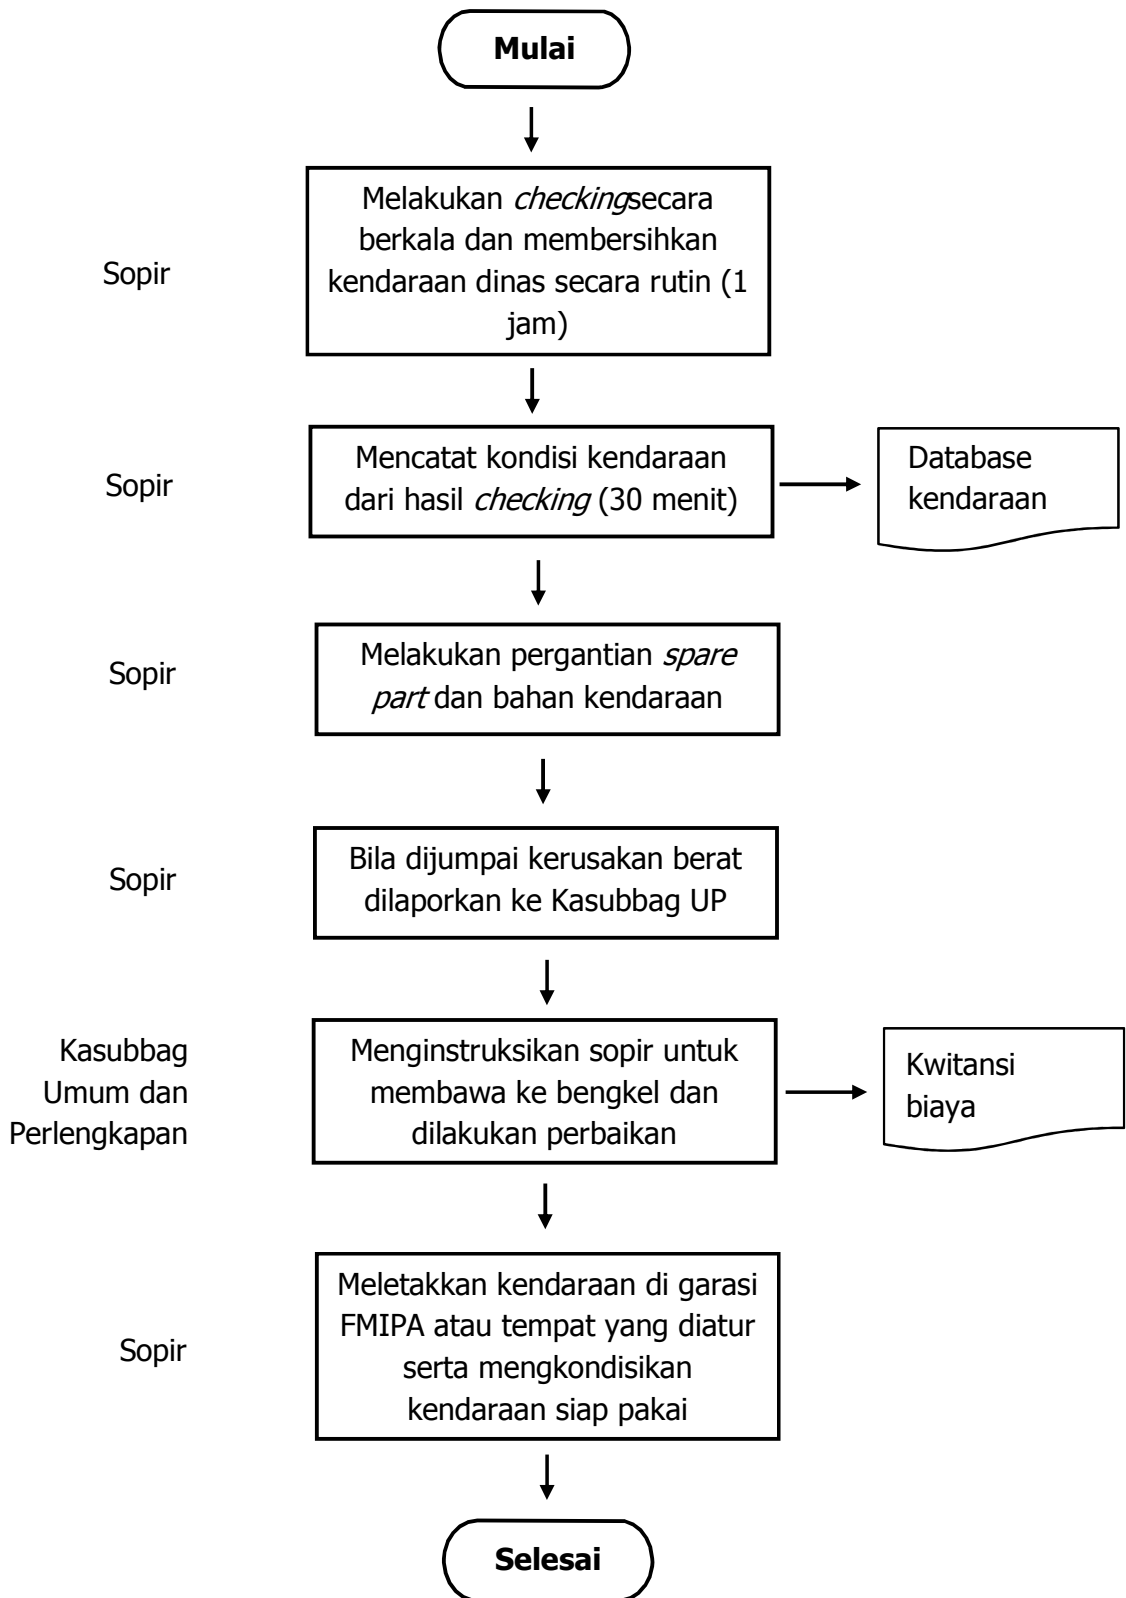 Mulai
Sopir
Melakukan checkingsecara
berkala dan membersihkan
kendaraan dinas secara rutin (1
jam)
Sopir
Mencatat kondisi kendaraan
dari hasil checking (30 menit)
Database
kendaraan
Sopir
Melakukan pergantian spare
part dan bahan kendaraan
Sopir
Bila dijumpai kerusakan berat
dilaporkan ke Kasubbag UP
Kasubbag
Umum dan
Perlengkapan
Menginstruksikan sopir untuk
membawa ke bengkel dan
dilakukan perbaikan
Kwitansi
biaya
Sopir
Meletakkan kendaraan di garasi
FMIPA atau tempat yang diatur
serta mengkondisikan
kendaraan siap pakai
Selesai